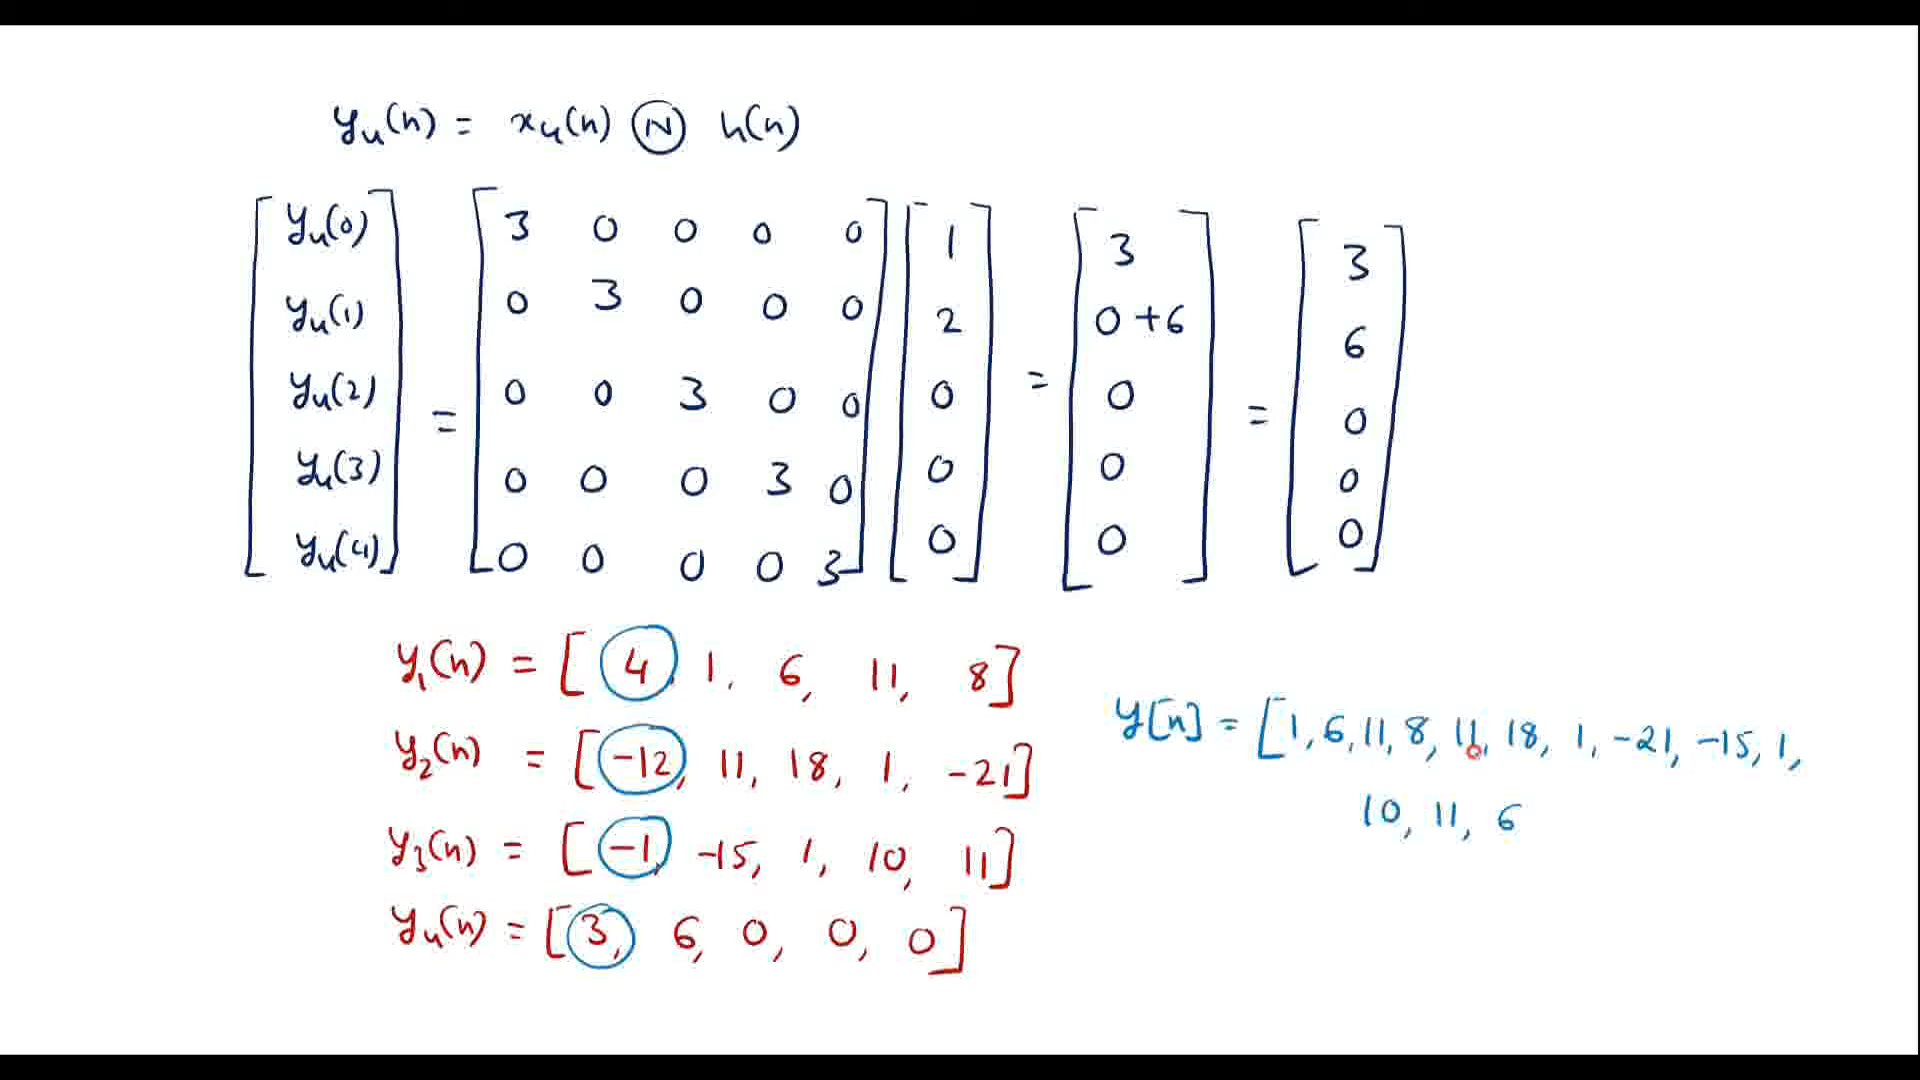 y₄(n) = x₄(n) Ⓝ h(n)
[y₄(0) y₄(1) y₄(2) y₄(3) y₄(4)] = [3 0 0 0 0; 0 3 0 0 0; 0 0 3 0 0; 0 0 0 3 0; 0 0 0 0 3] [1 2 0 0 0] = [3 0+6 0 0 0] = [3 6 0 0 0]
y₁(n) = [4, 1, 6, 11, 8]
y₂(n) = [-12, 11, 18, 1, -21]
y₃(n) = [-1, -15, 1, 10, 11]
y₄(n) = [3, 6, 0, 0, 0]
y[n] = [1, 6, 11, 8, 11, 18, 1, -21, -15, 1,
10, 11, 6